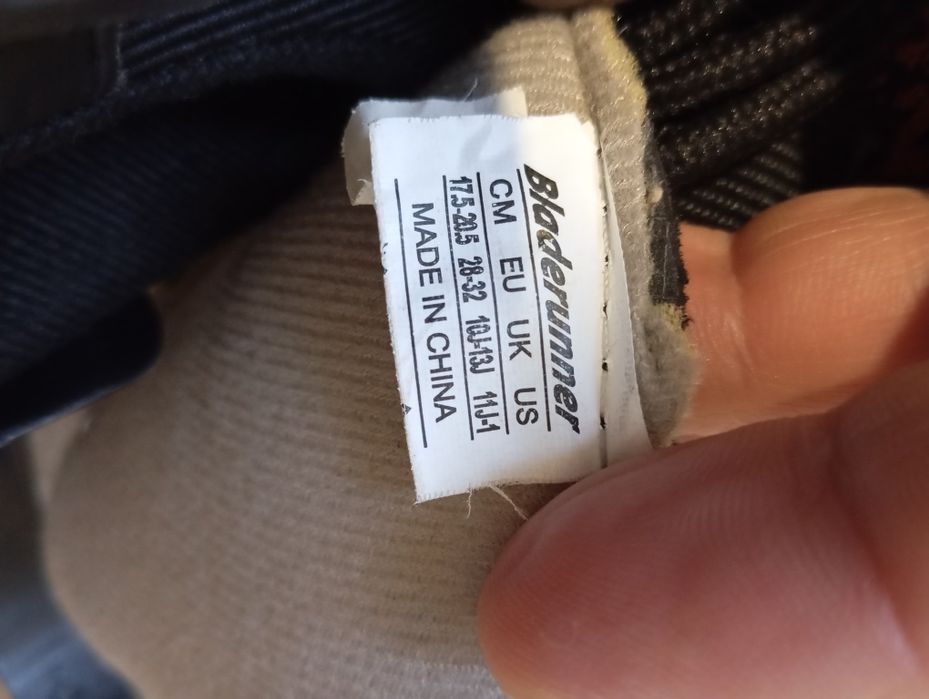 Bladerunner
CM EU UK US
17.5-20.5 28-32 10J-13J 11J-1
MADE IN CHINA